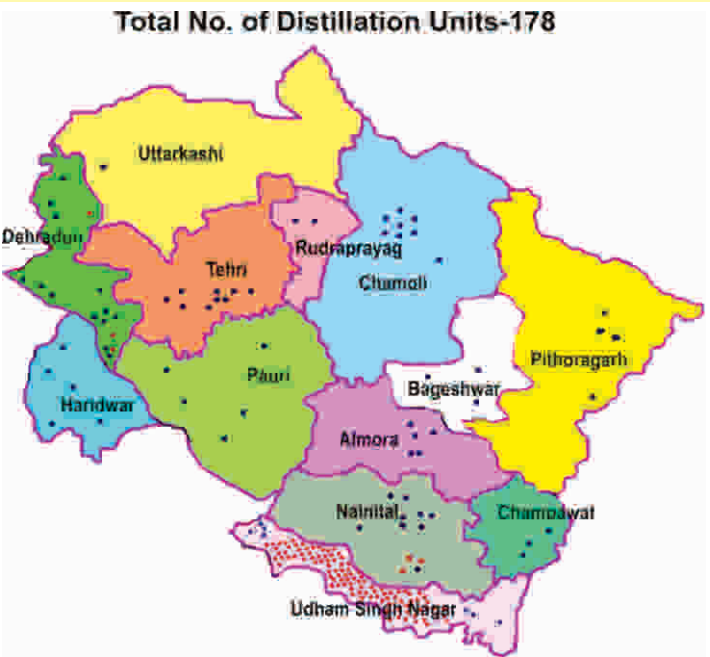 Total No. of Distillation Units-178
Uttarkashi
Dehradun
Tehri
Rudraprayag
Chamoli
Pauri
Haridwar
Bageshwar
Pithoragarh
Almora
Nainital
Champawat
Udham Singh Nagar